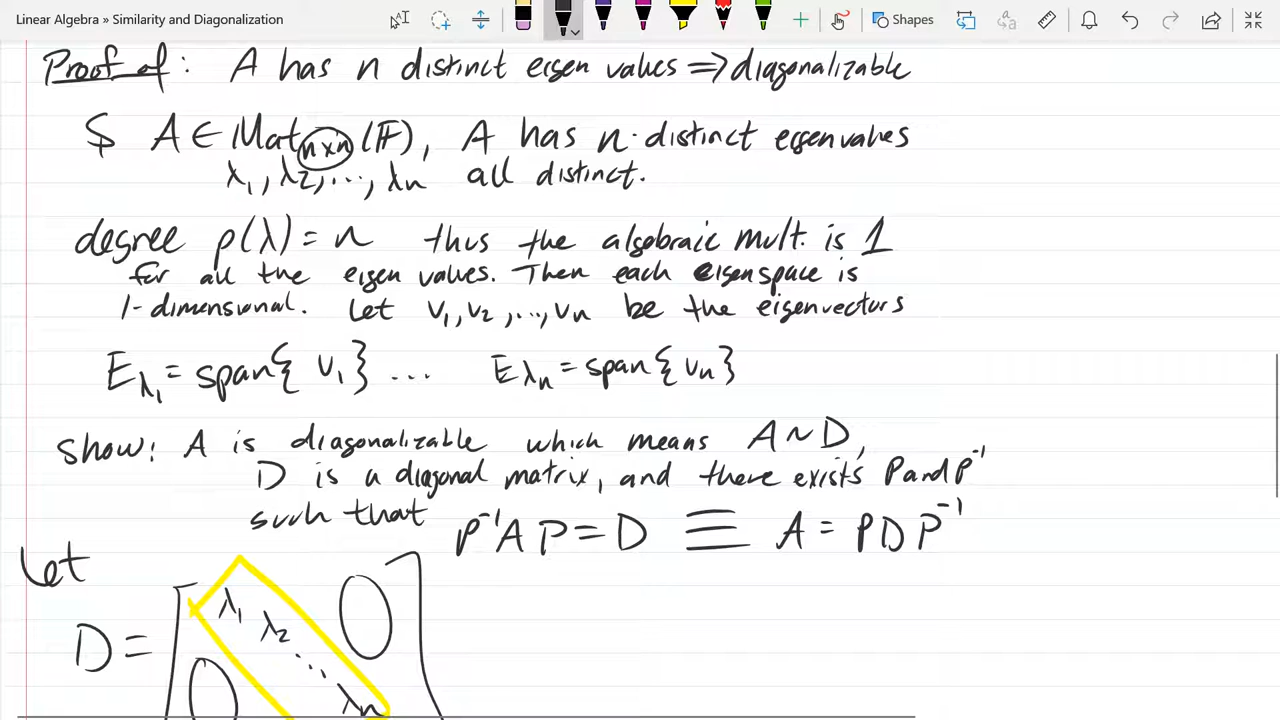 Linear Algebra » Similarity and Diagonalization
Shapes
Proof of: A has n distinct eigen values ⟹ diagonalizable
$ A ∈ Mat n×n (F), A has n-distinct eigenvalues
λ1, λ2, ..., λn all distinct.
degree p(λ) = n thus the algebraic mult. is 1
for all the eigen values. Then each eigenspace is
1-dimensional. Let v1, v2, ..., vn be the eigenvectors
Eλ1 = span{ v1 } ... Eλn = span{ vn }
show: A is diagonalizable which means A ~ D,
D is a diagonal matrix, and there exists P and P⁻¹
such that P⁻¹AP = D ≡ A = PDP⁻¹
Let
D = [ λ1 λ2 ... λn 0 0 ]